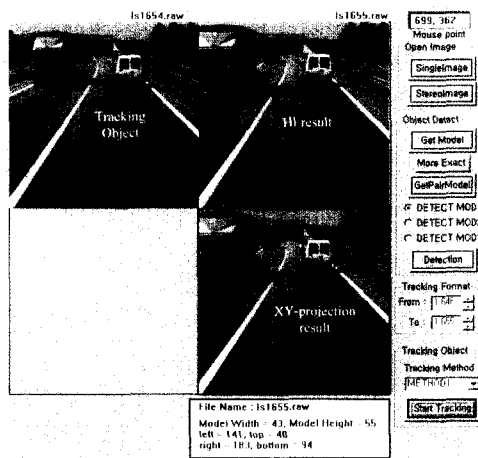 ls1654.raw
ls1655.raw
699, 362
Mouse point
Open Image
SingleImage
StereoImage
Tracking
Object
HI result
Object Detect
Get Model
More Exact
GetPairModel
DETECT MOD
DETECT MOD
DETECT MOD
Detection
XY-projection
result
Tracking Format
From :
To :
Tracking Object
Tracking Method
METHOD1
Start Tracking
File Name : ls1655.raw
Model Width = 43, Model Height = 55
left = 141, top = 40
right = 183, bottom = 94